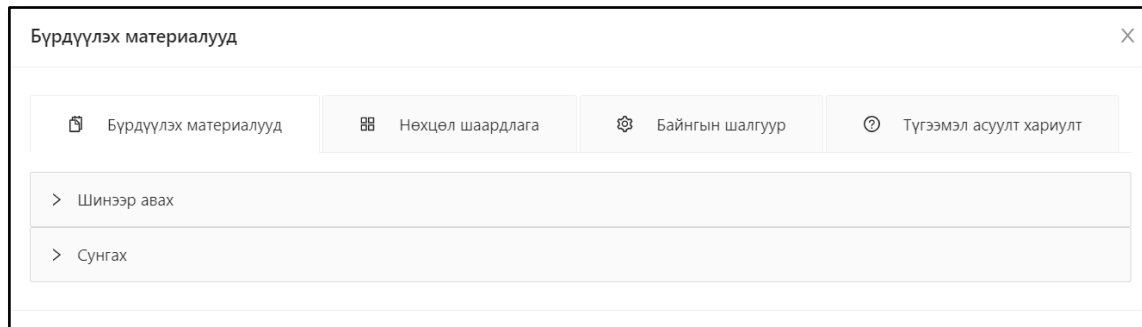 Бүрдүүлэх материалууд
Бүрдүүлэх материалууд Нөхцөл шаардлага Байнгын шалгуур Түгээмэл асуулт хариулт
Шинээр авах
Сунгах